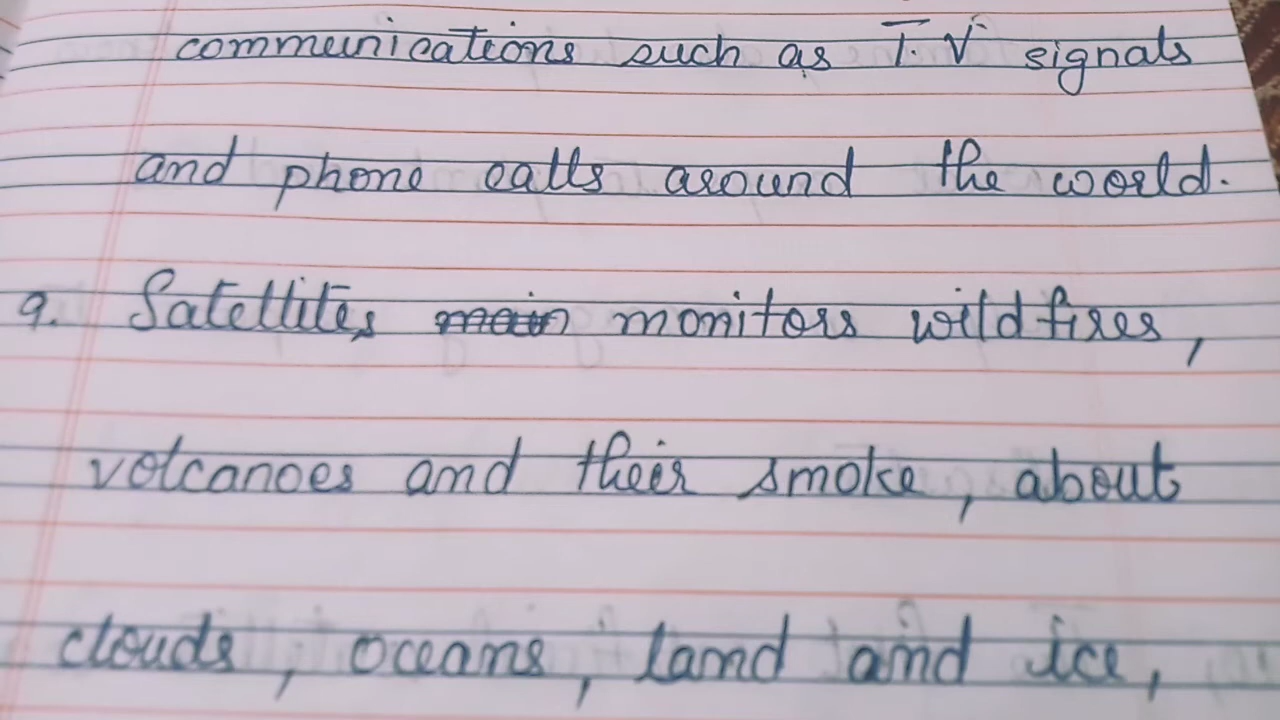 communications such as T.V signals
and phone calls around the world.
9. Satellites main monitors wildfires,
volcanoes and their smoke, about
clouds, oceans, land and ice,